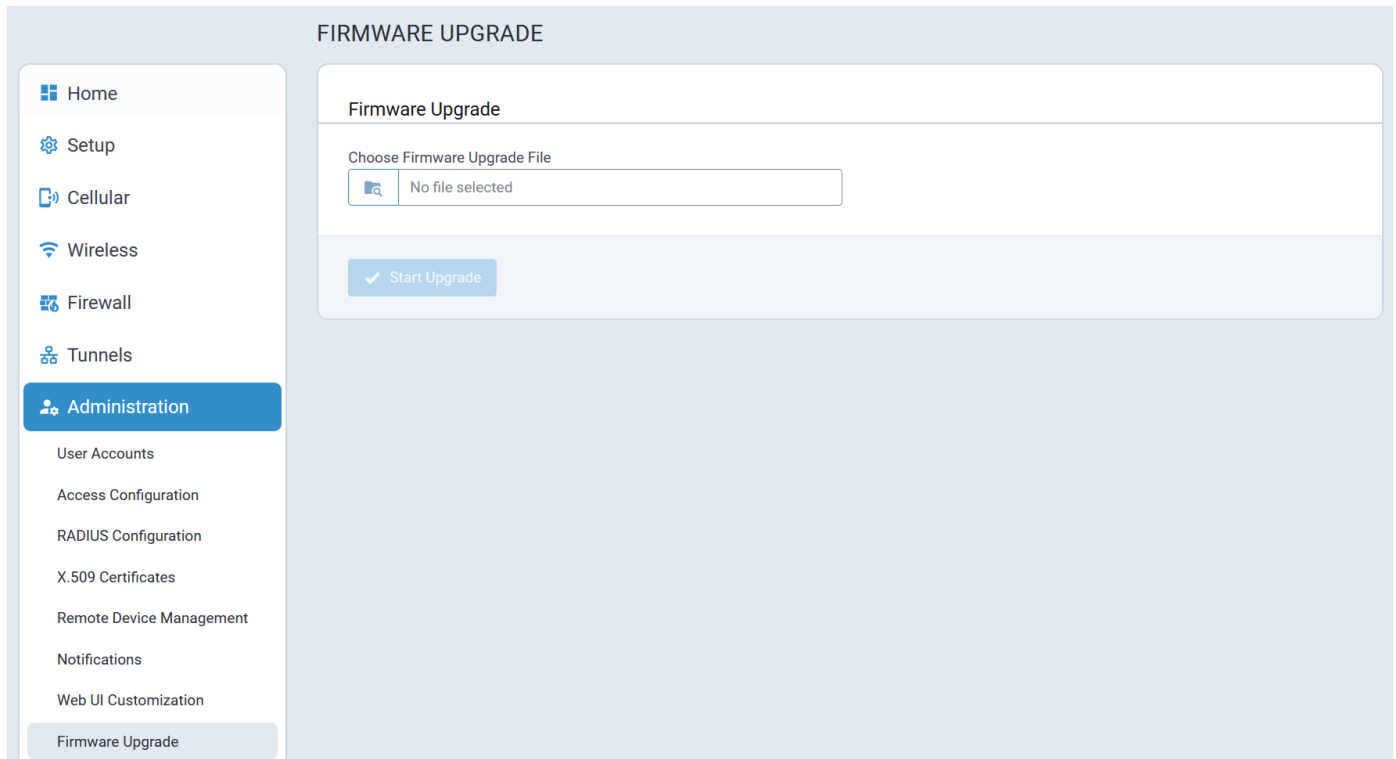 FIRMWARE UPGRADE
Home
Setup
Cellular
Wireless
Firewall
Tunnels
Administration
User Accounts
Access Configuration
RADIUS Configuration
X.509 Certificates
Remote Device Management
Notifications
Web UI Customization
Firmware Upgrade
Firmware Upgrade
Choose Firmware Upgrade File
No file selected
Start Upgrade